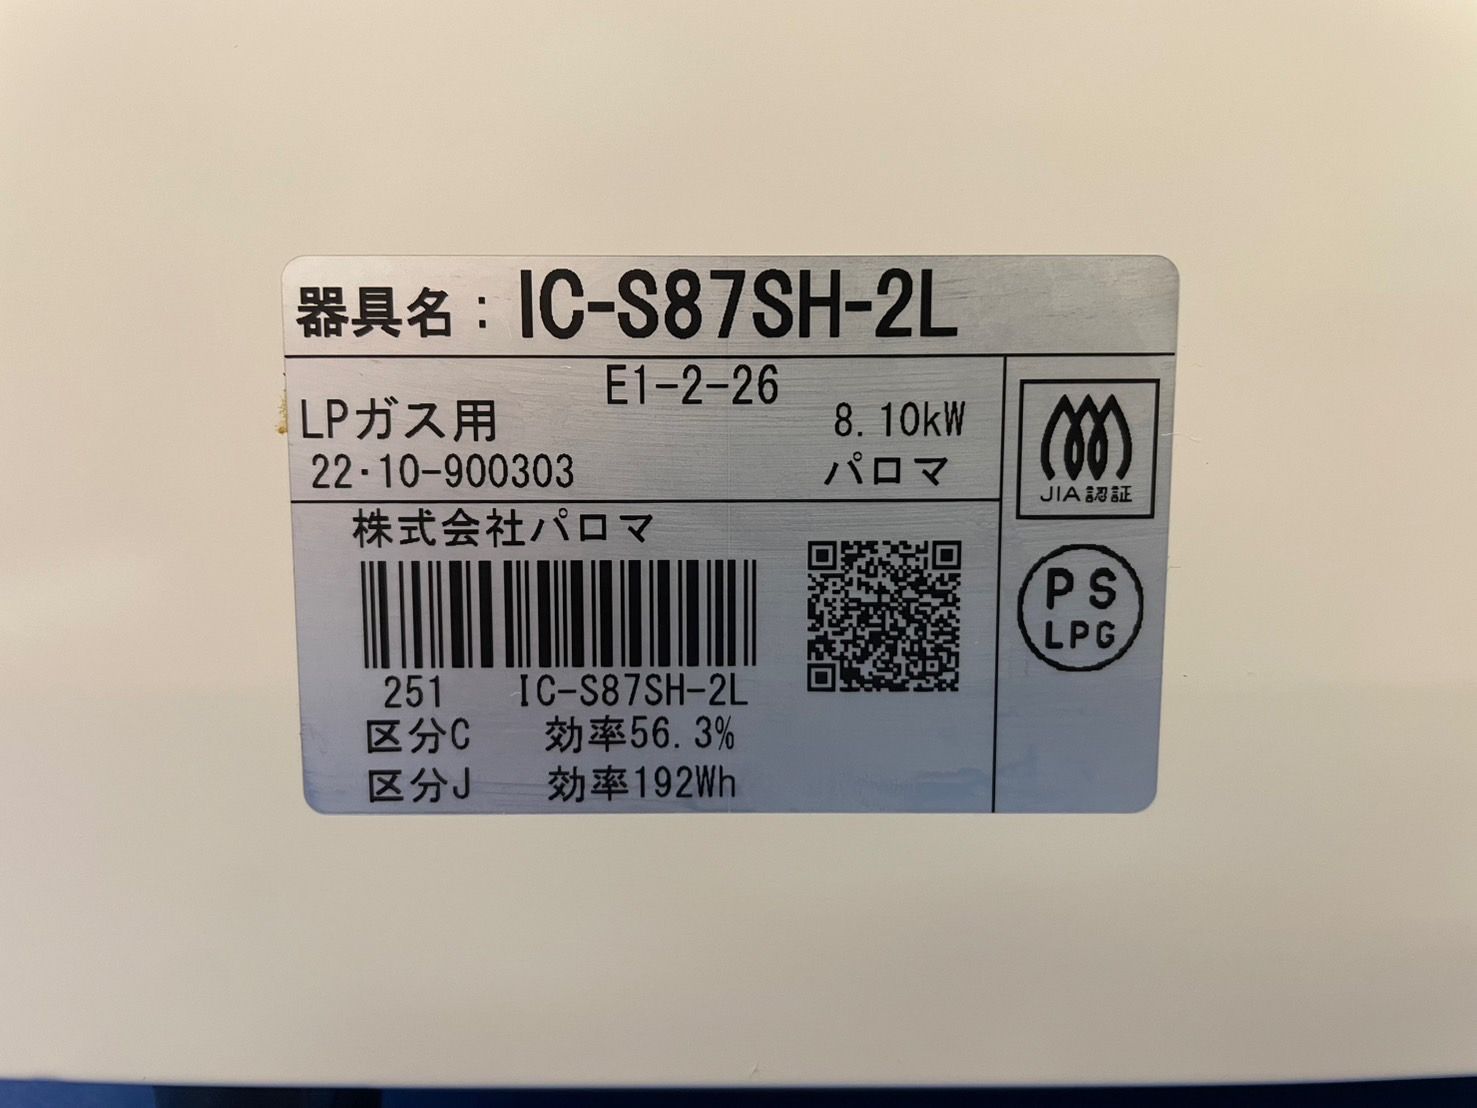 器具名：IC-S87SH-2L
E1-2-26
LPガス用 8.10kW
22・10-900303 パロマ
JIA認証
株式会社パロマ
PS
LPG
251 IC-S87SH-2L
区分C 効率56.3%
区分J 効率192Wh